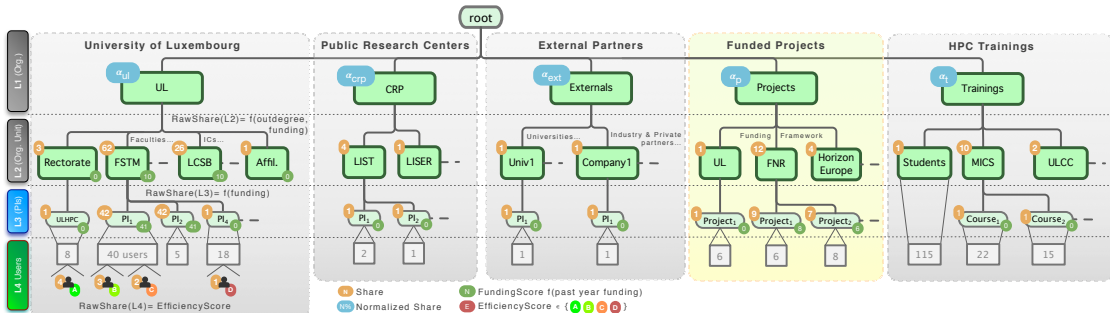 root
University of Luxembourg
Public Research Centers
External Partners
Funded Projects
HPC Trainings
L1 (Org.)
αul
UL
αcrp
CRP
αext
Externals
αp
Projects
αt
Trainings
RawShare(L2)= f(outdegree,
funding)
L2 (Org. Unit)
Faculties...
ICs...
Universities...
Industry & Private
partners...
Funding Framework
3
Rectorate
0
62
FSTM
10
26
LCSB
10
1
Affil.
0
4
LIST
1
LISER
1
Univ1
1
Company1
1
UL
12
FNR
4
Horizon
Europe
1
Students
10
MICS
2
ULCC
RawShare(L3)= f(funding)
L3 (PIs)
1
ULHPC
0
42
PI1
41
42
PI2
41
1
PI4
0
1
PI1
0
1
PI2
0
1
PI1
0
1
PI1
0
1
Project1
0
9
Project1
8
7
Project2
6
1
Course1
0
1
Course2
0
L4 Users
8
40 users
5
18
2
1
1
1
6
6
8
115
22
15
4
A
3
B
2
C
1
D
RawShare(L4)= EfficiencyScore
N Share
N FundingScore f(past year funding)
N% Normalized Share
E EfficiencyScore ∈ { A B C D }